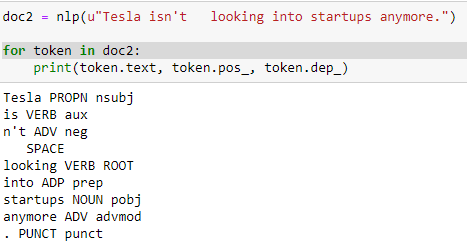 doc2 = nlp(u"Tesla isn't   looking into startups anymore.")
for token in doc2:
    print(token.text, token.pos_, token.dep_)
Tesla PROPN nsubj
is VERB aux
n't ADV neg
   SPACE
looking VERB ROOT
into ADP prep
startups NOUN pobj
anymore ADV advmod
. PUNCT punct